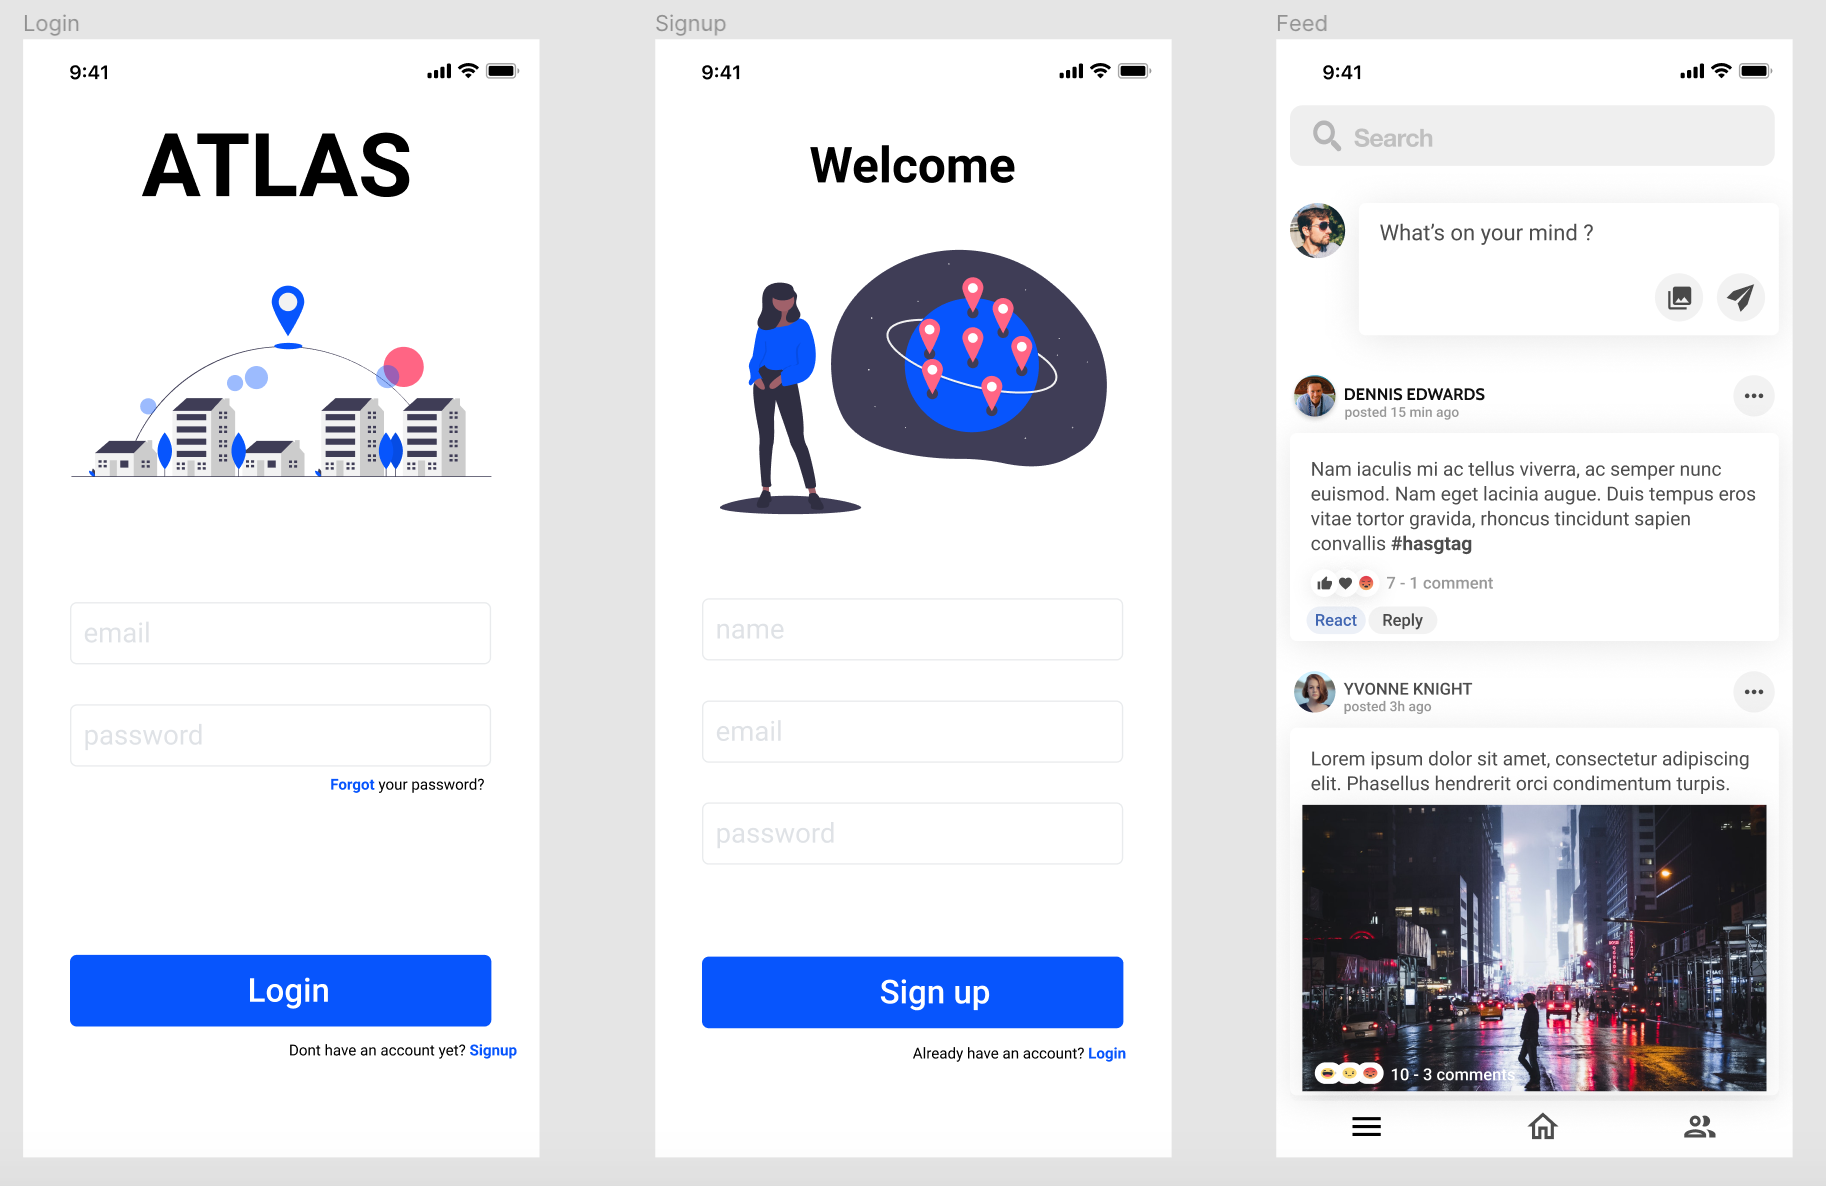 Login
9:41
ATLAS
email
password
Forgot your password?
Login
Dont have an account yet? Signup
Signup
9:41
Welcome
name
email
password
Sign up
Already have an account? Login
Feed
9:41
Search
What's on your mind ?
DENNIS EDWARDS
posted 15 min ago
Nam iaculis mi ac tellus viverra, ac semper nunc
euismod. Nam eget lacinia augue. Duis tempus eros
vitae tortor gravida, rhoncus tincidunt sapien
convallis #hasgtag
7 - 1 comment
React Reply
YVONNE KNIGHT
posted 3h ago
Lorem ipsum dolor sit amet, consectetur adipiscing
elit. Phasellus hendrerit orci condimentum turpis.
10 - 3 comments